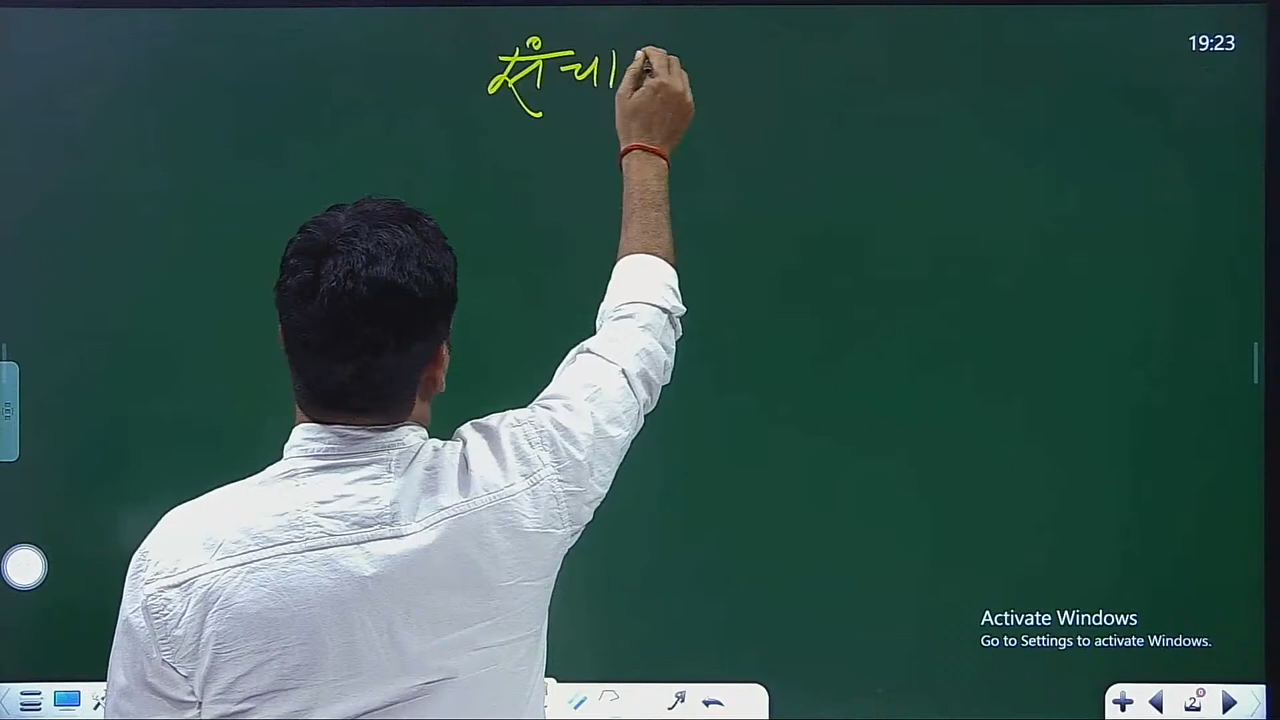 19:23
संचा
Activate Windows
Go to Settings to activate Windows.